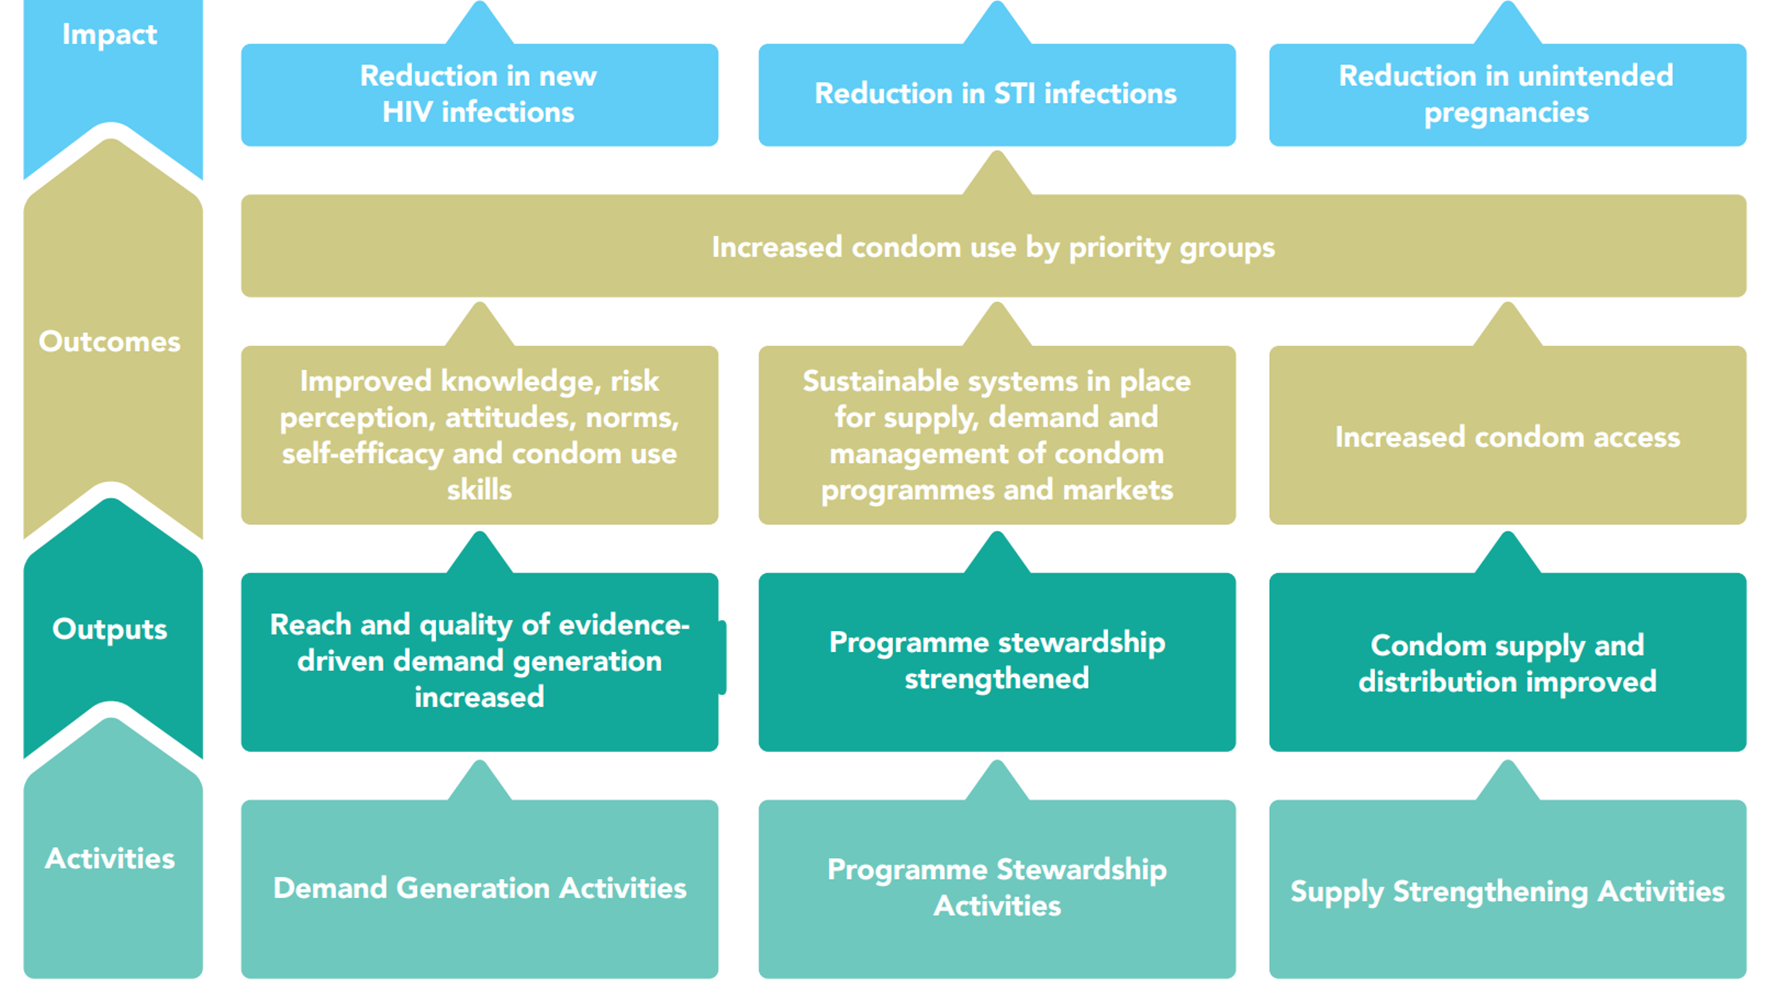 Impact
Reduction in new
HIV infections
Reduction in STI infections
Reduction in unintended
pregnancies
Increased condom use by priority groups
Outcomes
Improved knowledge, risk
perception, attitudes, norms,
self-efficacy and condom use
skills
Sustainable systems in place
for supply, demand and
management of condom
programmes and markets
Increased condom access
Outputs
Reach and quality of evidence-
driven demand generation
increased
Programme stewardship
strengthened
Condom supply and
distribution improved
Activities
Demand Generation Activities
Programme Stewardship
Activities
Supply Strengthening Activities